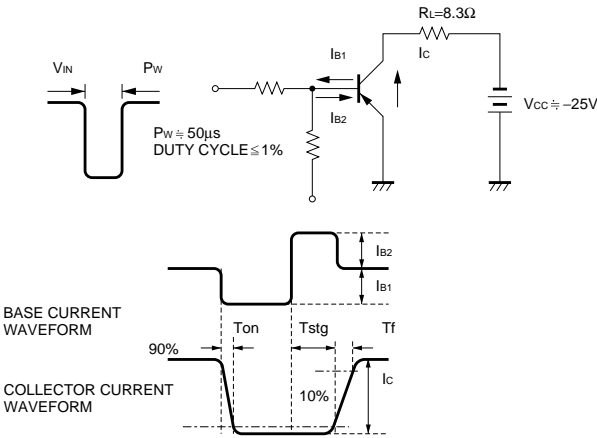 RL=8.3Ω
VIN PW
IB1
IC
VCC≒−25V
IB2
PW≒50μs
DUTY CYCLE≦1%
IB2
IB1
BASE CURRENT
WAVEFORM
Ton Tstg Tf
90%
IC
10%
COLLECTOR CURRENT
WAVEFORM